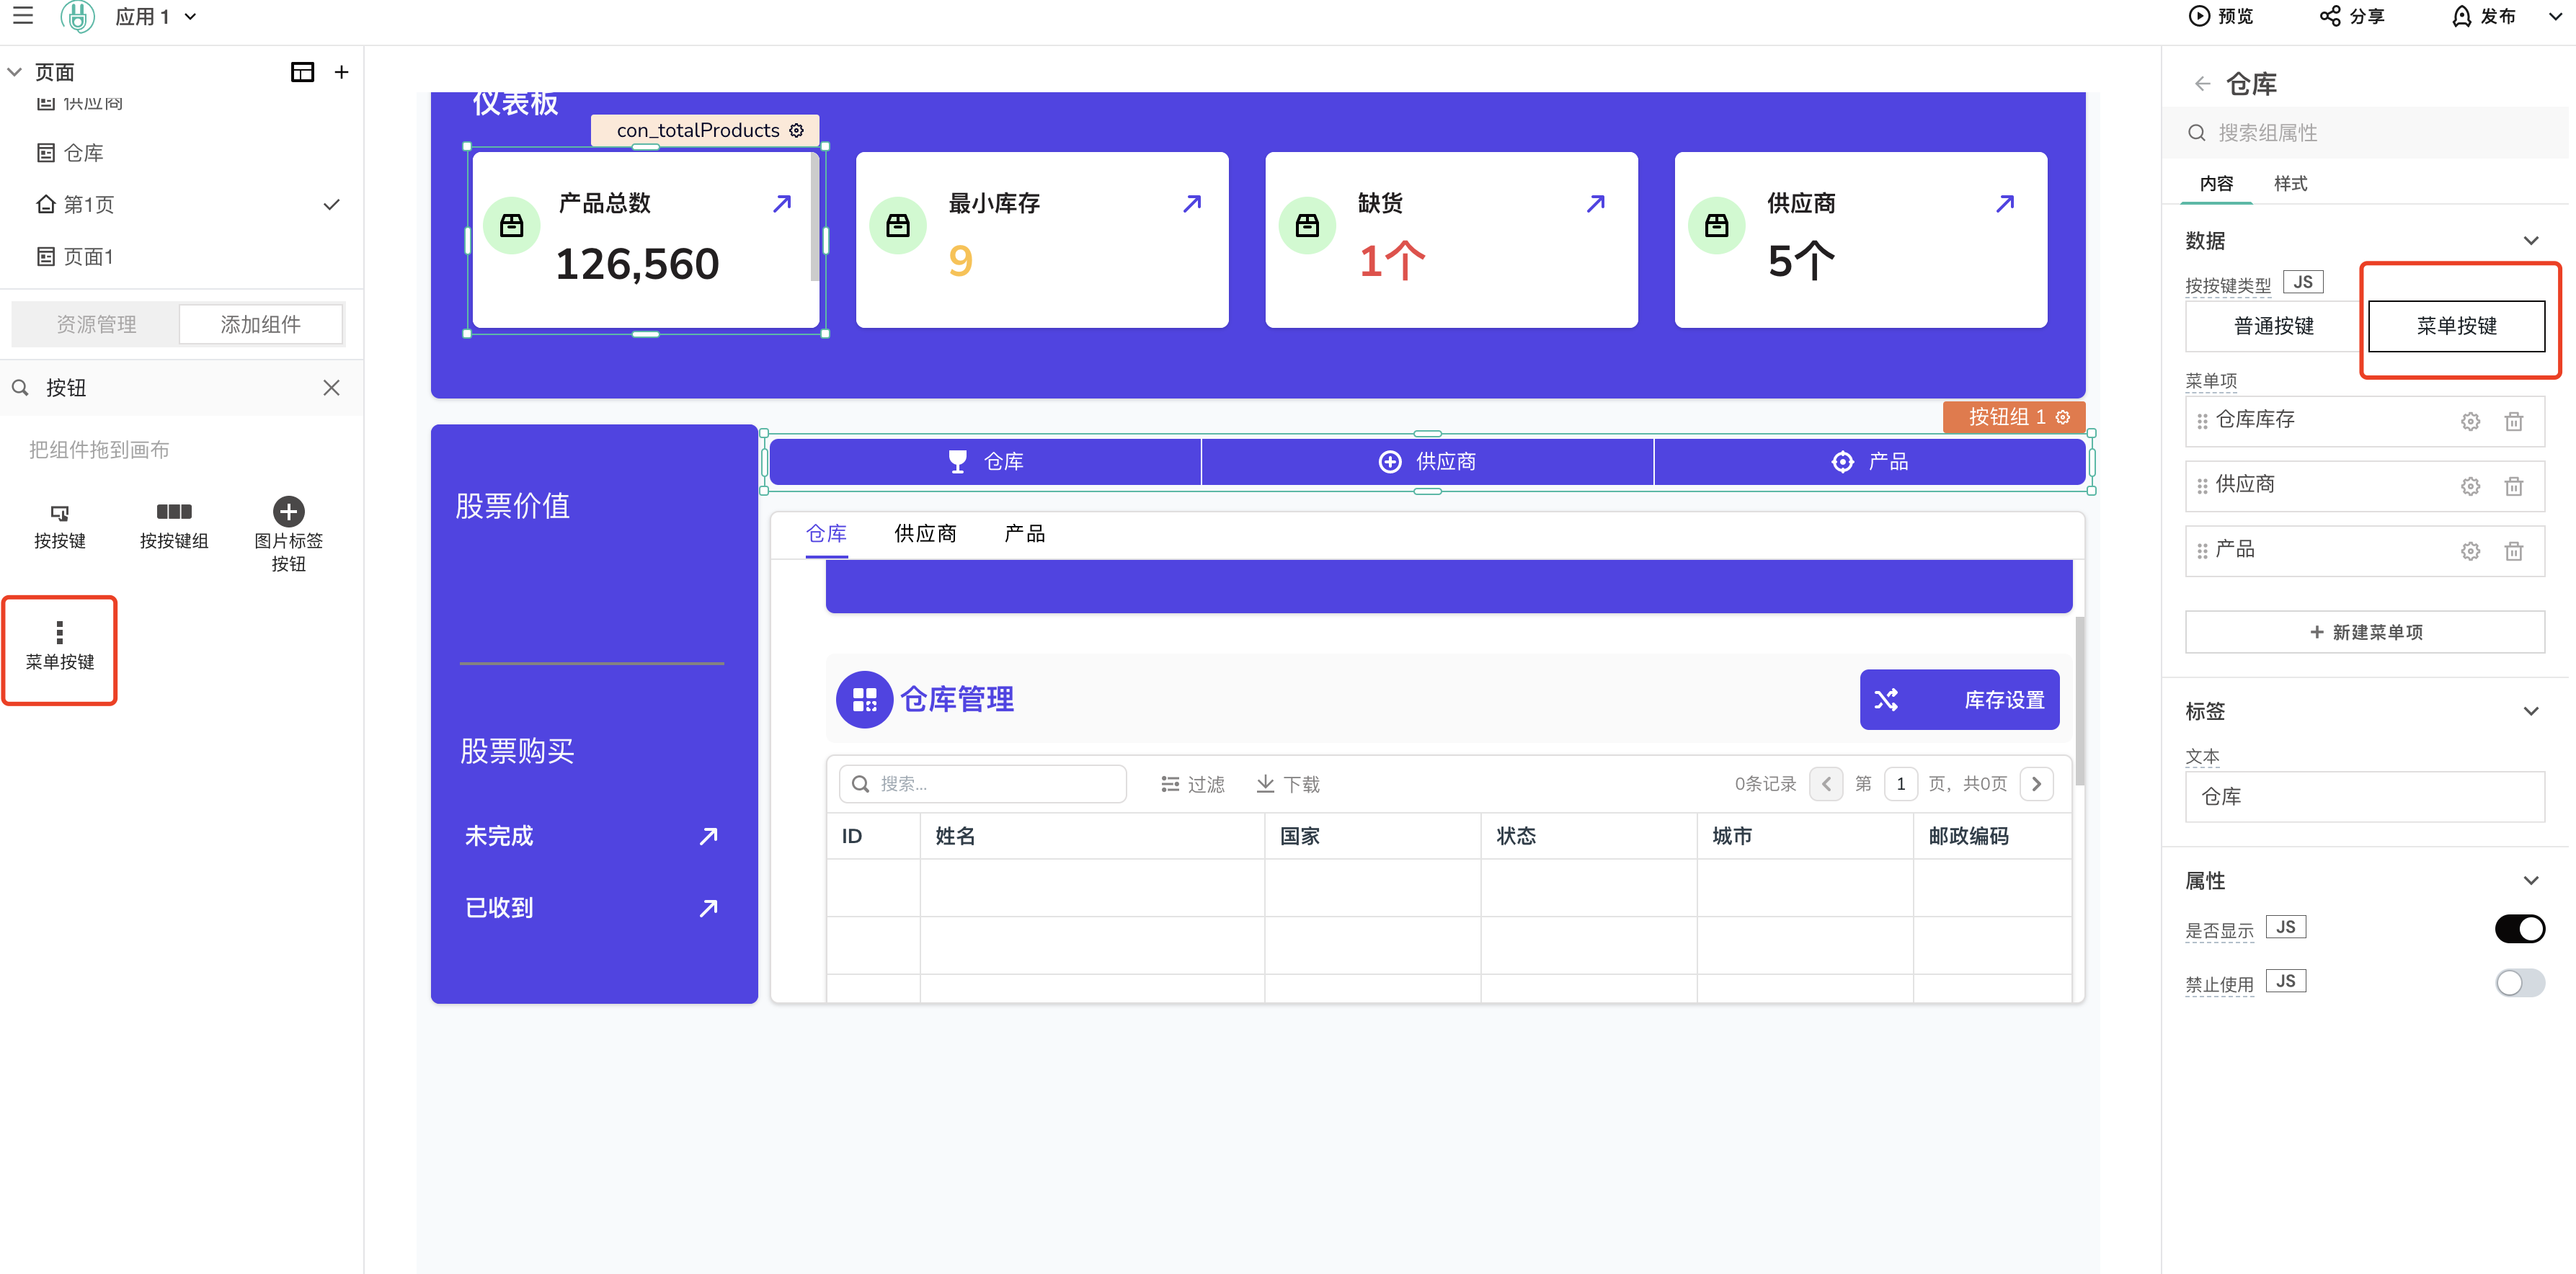 应用 1
预览
分享
发布
页面
供应商
仓库
第1页
页面1
资源管理
添加组件
按钮
把组件拖到画布
按按键
按按键组
图片标签
按钮
菜单按键
仪表板
con_totalProducts
产品总数
126,560
最小库存
9
缺货
1个
供应商
5个
按钮组 1
仓库
供应商
产品
股票价值
股票购买
未完成
已收到
仓库
供应商
产品
仓库管理
库存设置
搜索...
过滤
下载
0条记录
第
1
页，共0页
ID
姓名
国家
状态
城市
邮政编码
仓库
搜索组属性
内容
样式
数据
按按键类型
JS
普通按键
菜单按键
菜单项
仓库库存
供应商
产品
+ 新建菜单项
标签
文本
仓库
属性
是否显示
JS
禁止使用
JS